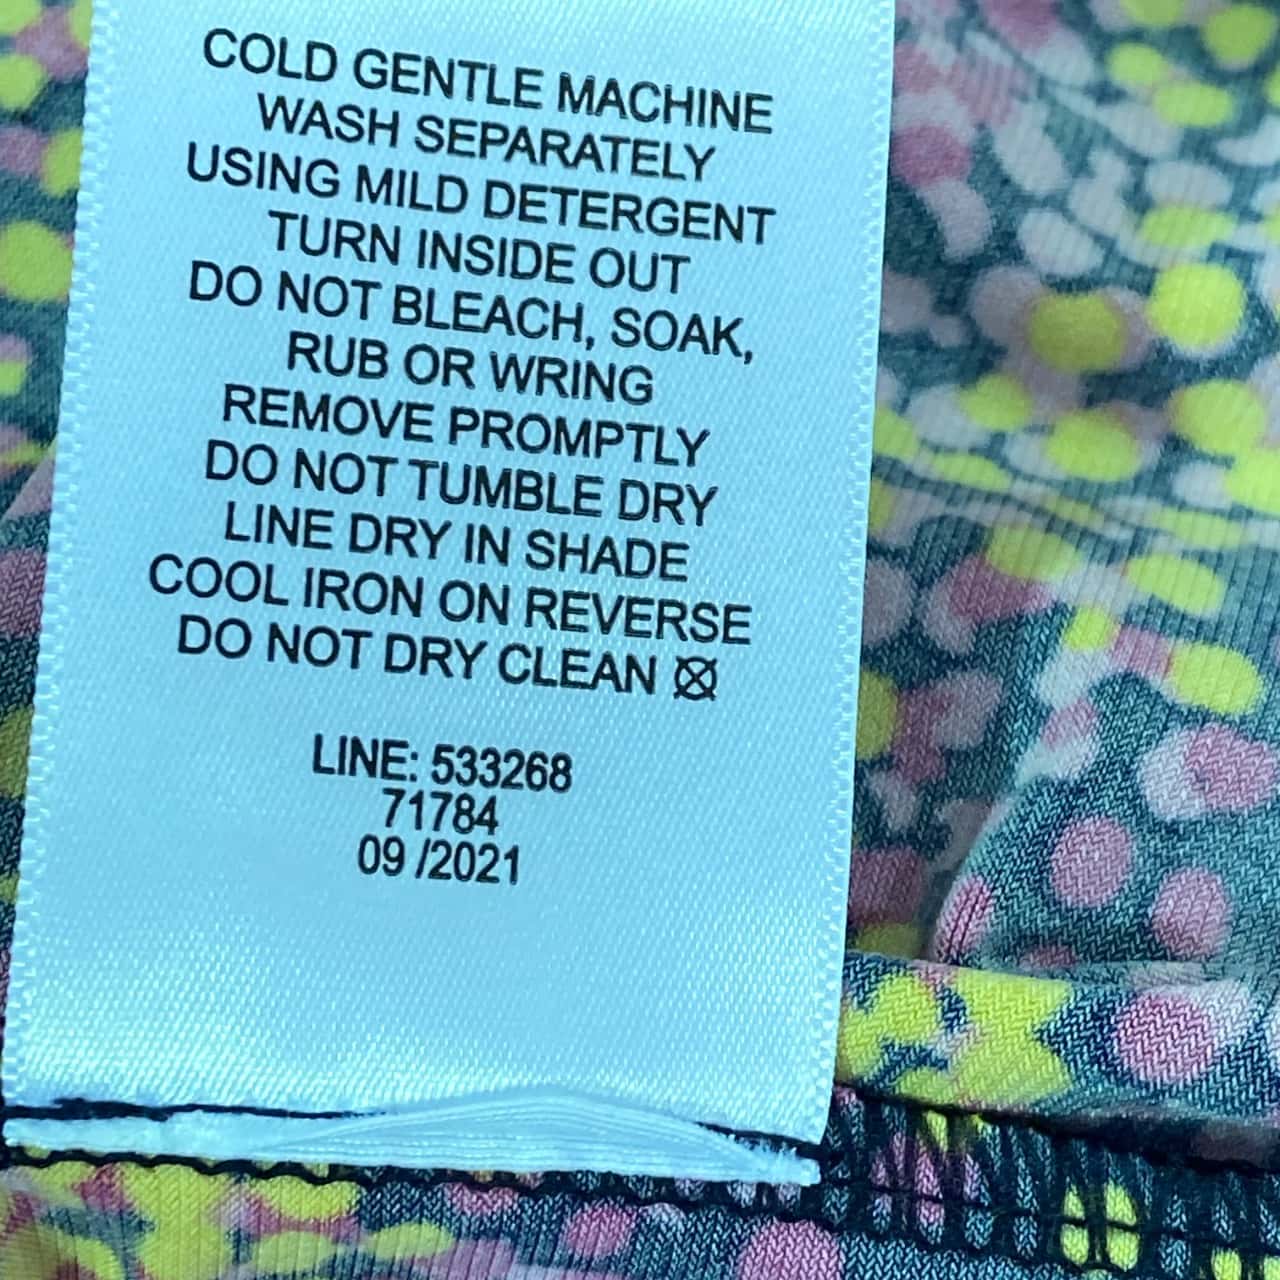 COLD GENTLE MACHINE
WASH SEPARATELY
USING MILD DETERGENT
TURN INSIDE OUT
DO NOT BLEACH, SOAK,
RUB OR WRING
REMOVE PROMPTLY
DO NOT TUMBLE DRY
LINE DRY IN SHADE
COOL IRON ON REVERSE
DO NOT DRY CLEAN
LINE: 533268
71784
09 /2021